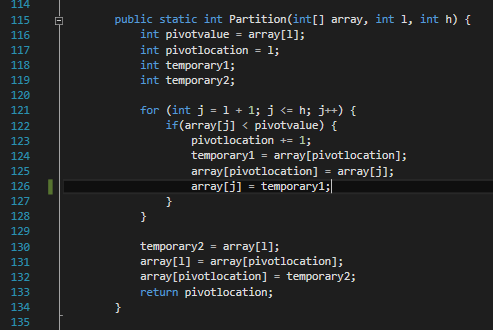 114
115 public static int Partition(int[] array, int l, int h) {
116 int pivotvalue = array[l];
117 int pivotlocation = l;
118 int temporary1;
119 int temporary2;
120
121 for (int j = l + 1; j <= h; j++) {
122 if(array[j] < pivotvalue) {
123 pivotlocation += 1;
124 temporary1 = array[pivotlocation];
125 array[pivotlocation] = array[j];
126 array[j] = temporary1;
127 }
128 }
129
130 temporary2 = array[l];
131 array[l] = array[pivotlocation];
132 array[pivotlocation] = temporary2;
133 return pivotlocation;
134 }
135